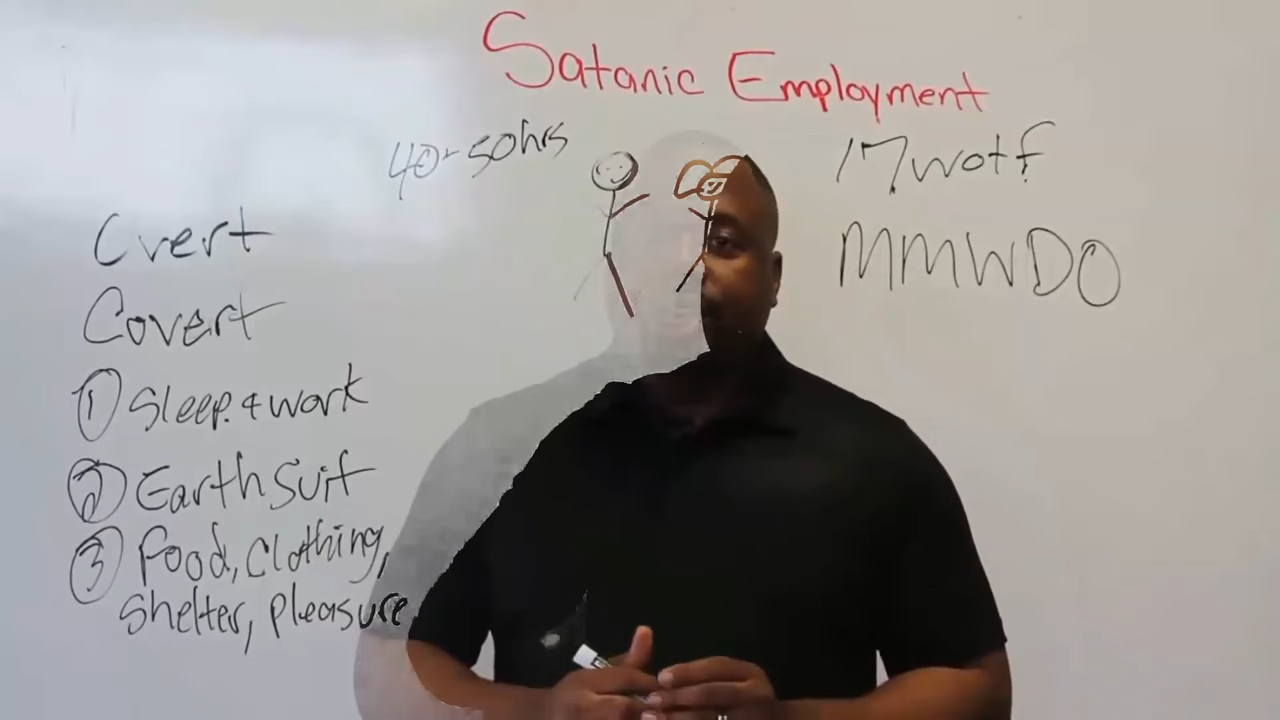 Satanic Employment
40-50hrs
17wotf
MMWDO
Overt
Covert
① Sleep & work
② Earth Suit
③ Food, Clothing,
Shelter, pleasure